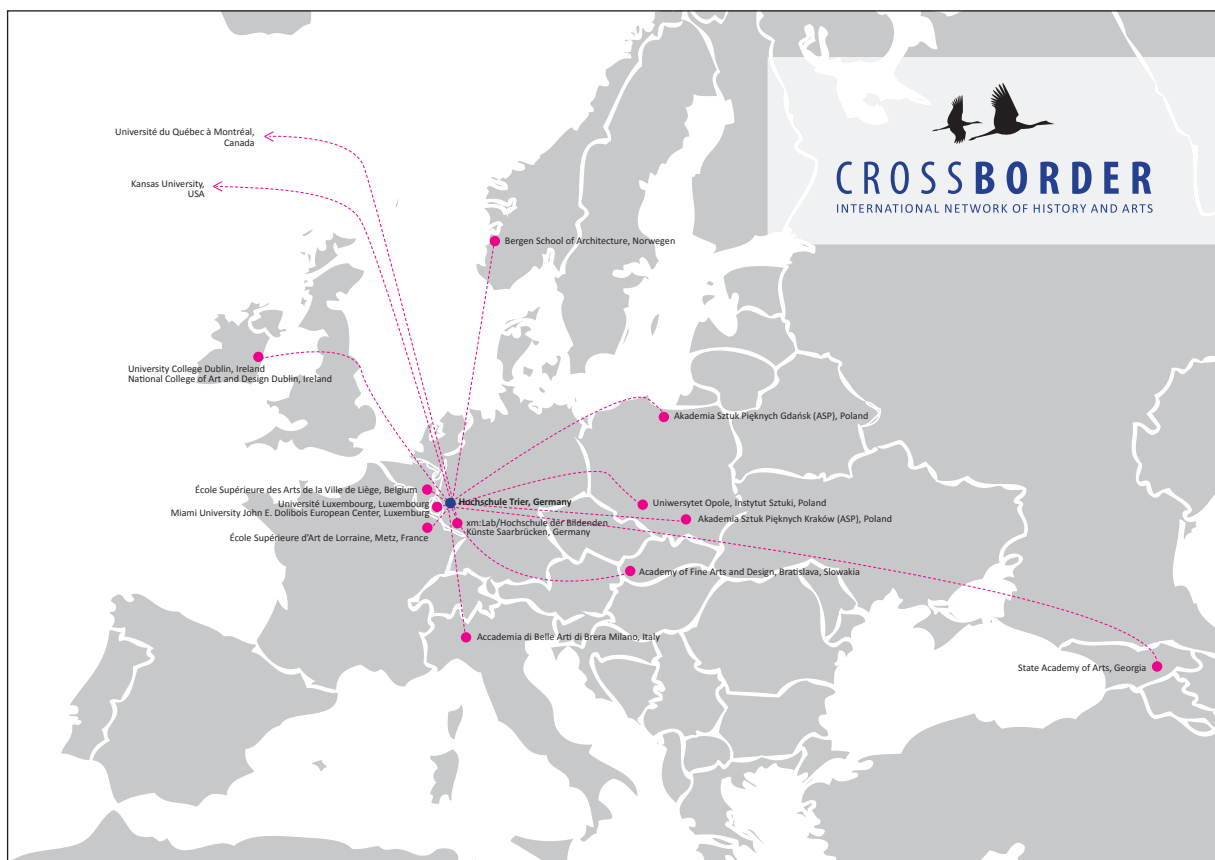 CROSSBORDER
INTERNATIONAL NETWORK OF HISTORY AND ARTS
Université du Québec à Montréal,
Canada
Kansas University,
USA
Bergen School of Architecture, Norwegen
University College Dublin, Ireland
National College of Art and Design Dublin, Ireland
Akademia Sztuk Pięknych Gdańsk (ASP), Poland
École Supérieure des Arts de la Ville de Liège, Belgium
Hochschule Trier, Germany
Université Luxembourg, Luxembourg
Miami University John E. Dolibois European Center, Luxembourg
Uniwersytet Opole, Instytut Sztuki, Poland
Akademia Sztuk Pięknych Kraków (ASP), Poland
xm:Lab/Hochschule der Bildenden
Künste Saarbrücken, Germany
École Supérieure d’Art de Lorraine, Metz, France
Academy of Fine Arts and Design, Bratislava, Slowakia
Accademia di Belle Arti di Brera Milano, Italy
State Academy of Arts, Georgia